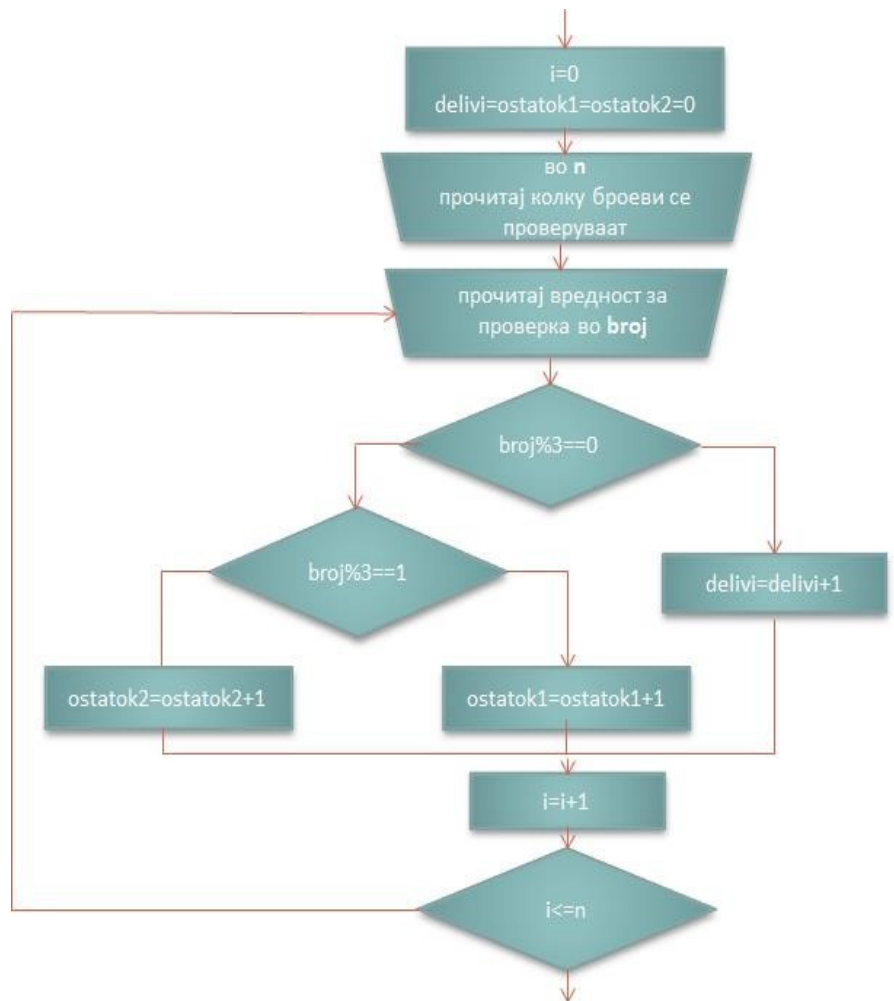 i=0
delivi=ostatok1=ostatok2=0
во n
прочитај колку броеви се
проверуваат
прочитај вредност за
проверка во broj
broj%3==0
broj%3==1
delivi=delivi+1
ostatok2=ostatok2+1
ostatok1=ostatok1+1
i=i+1
i<=n